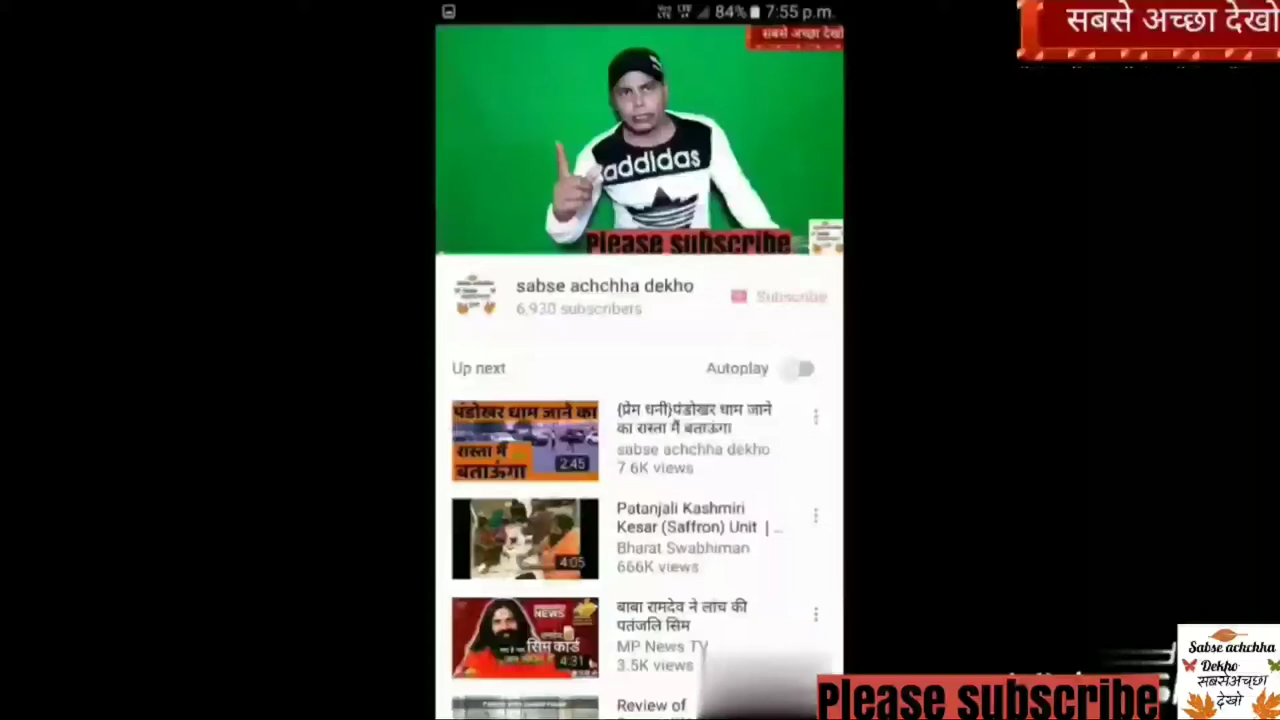 84% 7:55 p.m.
सबसे अच्छा देखो
सबसे अच्छा देखो
addidas
Please subscribe
sabse achchha dekho
Subscribe
6,930 subscribers
Up next
Autoplay
पंडोखर धाम जाने का
रास्ता मैं
बताऊंगा
2:45
{प्रेम धनी}पंडोखर धाम जाने
का रास्ता मैं बताऊंगा
sabse achchha dekho
7.6K views
4:05
Patanjali Kashmiri
Kesar (Saffron) Unit | ..
Bharat Swabhiman
666K views
NEWS
सिम कार्ड
4:31
बाबा रामदेव ने लांच की
पतंजलि सिम
MP News TV
3.5K views
Review of
Please subscribe
Sabse achchha
Dekho
सबसेअच्छा
देखो